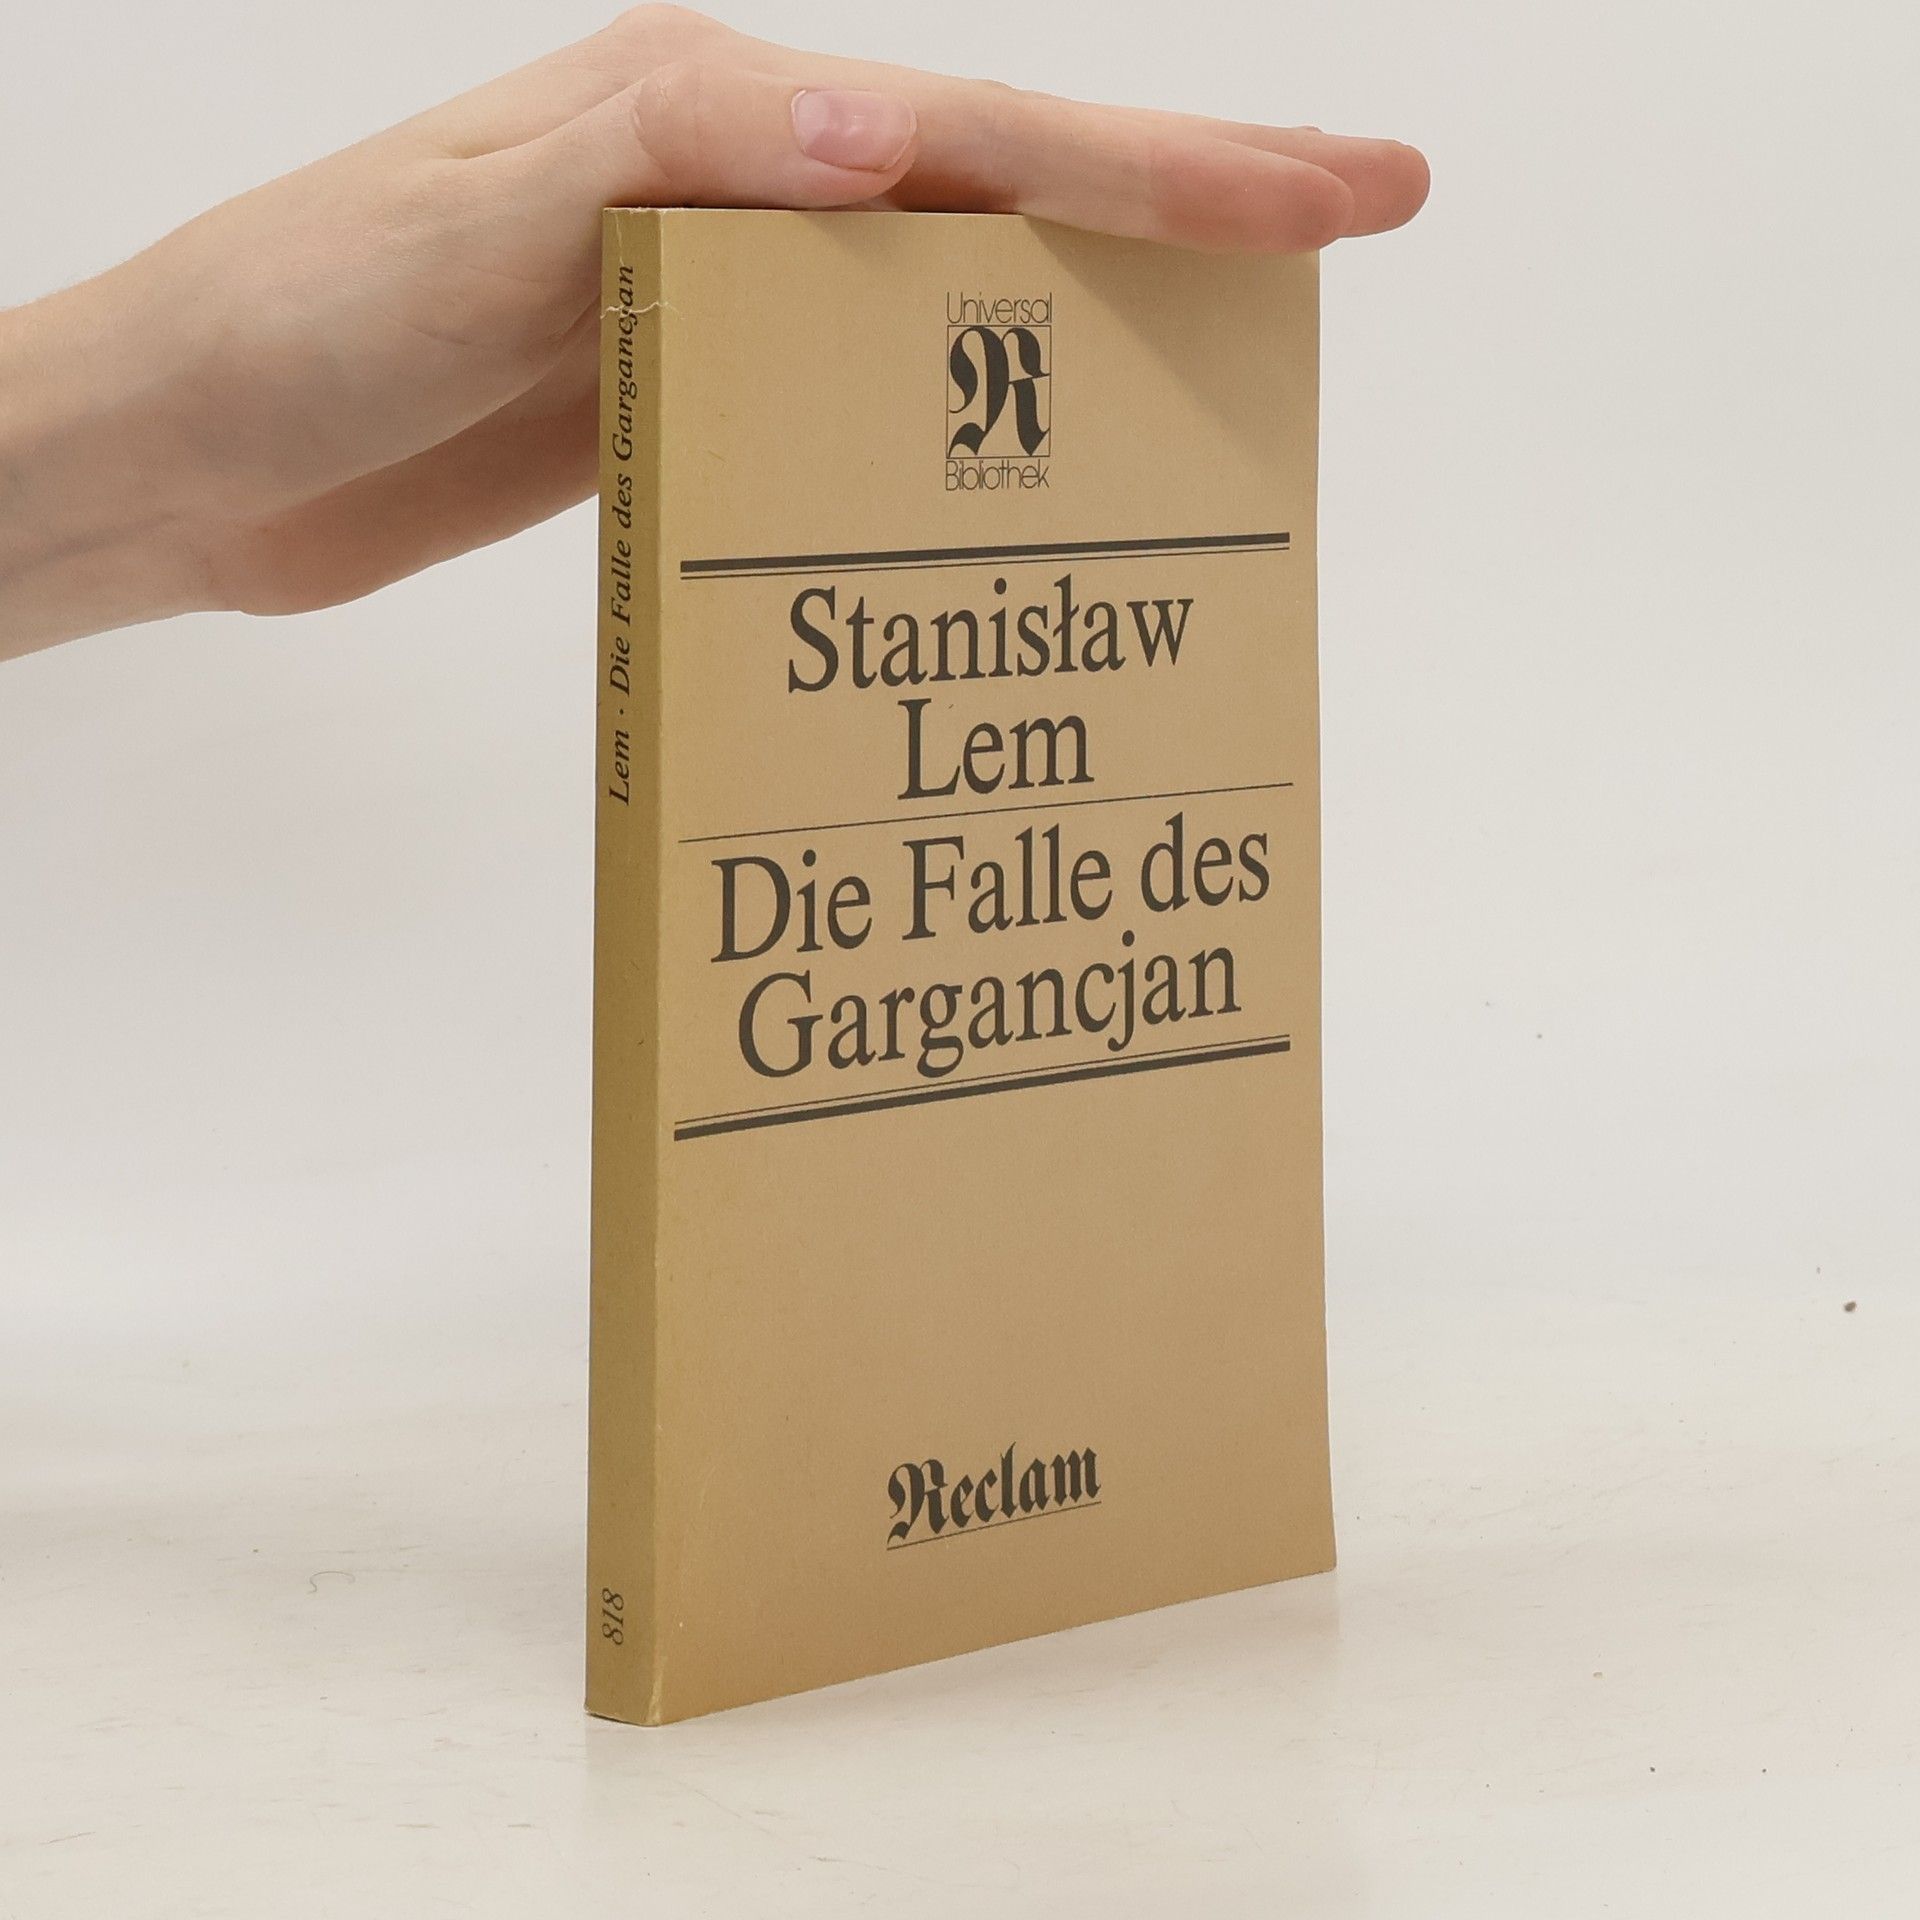 Lem · Die Falle des Gargancjan
818
Universal
R
Bibliothek
Stanisław
Lem
Die Falle des
Gargancjan
Reclam